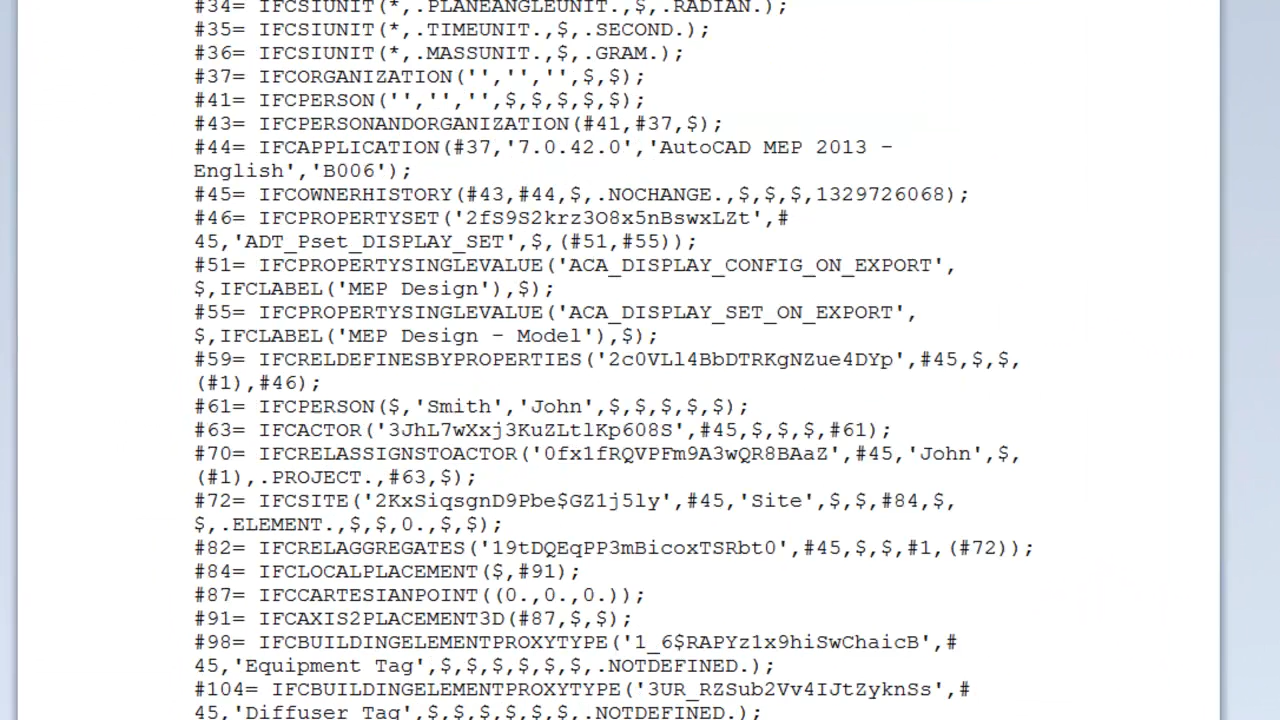 #34= IFCSIUNIT(*,.PLANEANGLEUNIT.,$,.RADIAN.);
#35= IFCSIUNIT(*,.TIMEUNIT.,$,.SECOND.);
#36= IFCSIUNIT(*,.MASSUNIT.,$,.GRAM.);
#37= IFCORGANIZATION('','','',$,$);
#41= IFCPERSON('','','',$,$,$,$,$);
#43= IFCPERSONANDORGANIZATION(#41,#37,$);
#44= IFCAPPLICATION(#37,'7.0.42.0','AutoCAD MEP 2013 -
English','B006');
#45= IFCOWNERHISTORY(#43,#44,$,.NOCHANGE.,$,$,$,1329726068);
#46= IFCPROPERTYSET('2fS9S2krz3O8x5nBswxLZt',#
45,'ADT_Pset_DISPLAY_SET',$,(#51,#55));
#51= IFCPROPERTYSINGLEVALUE('ACA_DISPLAY_CONFIG_ON_EXPORT',
$,IFCLABEL('MEP Design'),$);
#55= IFCPROPERTYSINGLEVALUE('ACA_DISPLAY_SET_ON_EXPORT',
$,IFCLABEL('MEP Design - Model'),$);
#59= IFCRELDEFINESBYPROPERTIES('2c0VLl4BbDTRKgNZue4DYp',#45,$,$,
(#1),#46);
#61= IFCPERSON($,'Smith','John',$,$,$,$,$);
#63= IFCACTOR('3JhL7wXxj3KuZLtlKp608S',#45,$,$,$,#61);
#70= IFCRELASSIGNSTOACTOR('0fx1fRQVPFm9A3wQR8BAaZ',#45,'John',$,
(#1),.PROJECT.,#63,$);
#72= IFCSITE('2KxSiqsgnD9Pbe$GZ1j5ly',#45,'Site',$,$,#84,$,
$,.ELEMENT.,$,$,0.,$,$);
#82= IFCRELAGGREGATES('19tDQEqPP3mBicoxTSRbt0',#45,$,$,#1,(#72));
#84= IFCLOCALPLACEMENT($,#91);
#87= IFCCARTESIANPOINT((0.,0.,0.));
#91= IFCAXIS2PLACEMENT3D(#87,$,$);
#98= IFCBUILDINGELEMENTPROXYTYPE('1_6$RAPYz1x9hiSwChaicB',#
45,'Equipment Tag',$,$,$,$,$,$,.NOTDEFINED.);
#104= IFCBUILDINGELEMENTPROXYTYPE('3UR_RZSub2Vv4IJtZyknSs',#
45,'Diffuser Tag',$,$,$,$,$,$,.NOTDEFINED.);